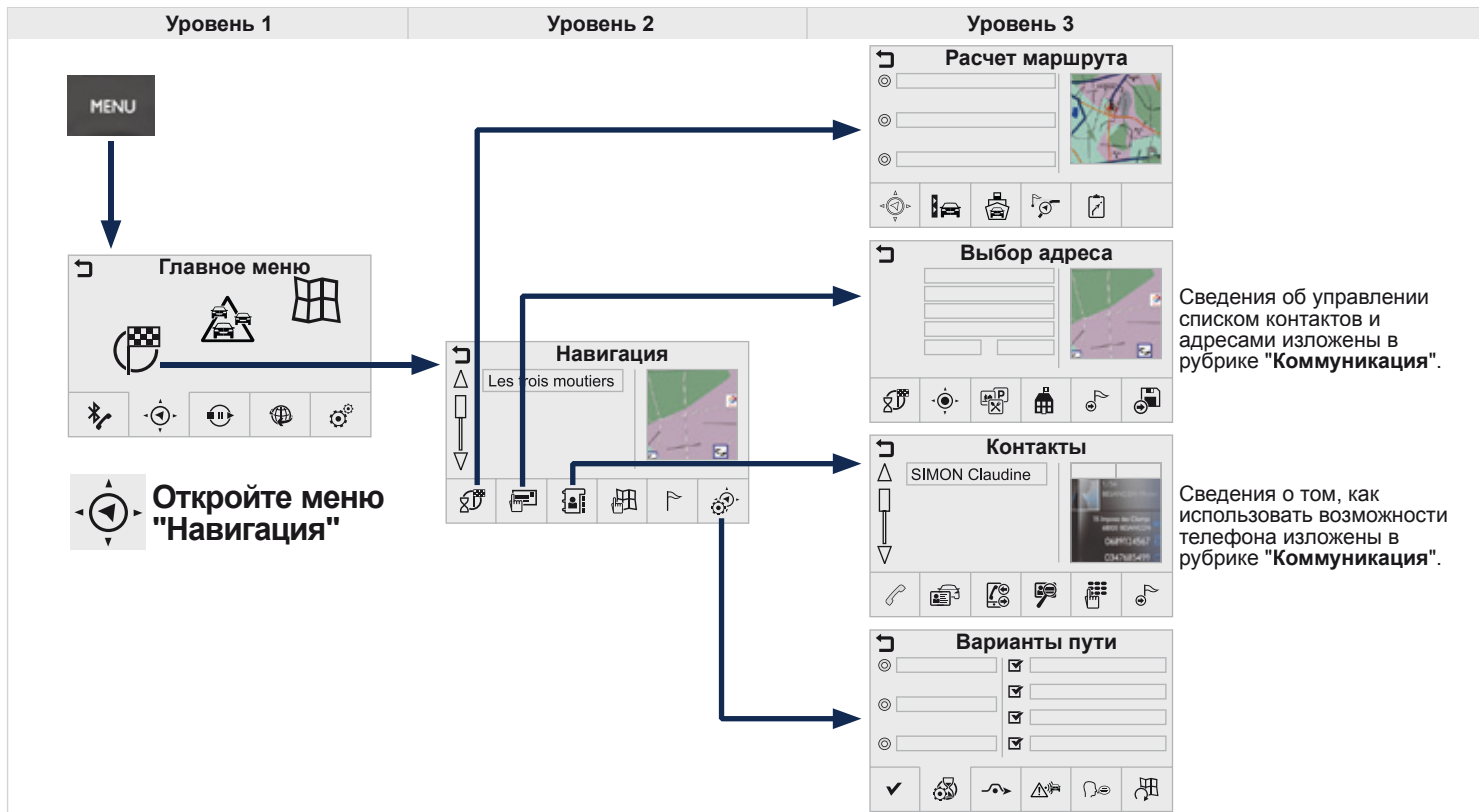 Уровень 1
Уровень 2
Уровень 3
MENU
Главное меню
Откройте меню
"Навигация"
Навигация
Les trois moutiers
Расчет маршрута
Выбор адреса
P
Сведения об управлении
списком контактов и
адресами изложены в
рубрике "Коммуникация".
Контакты
SIMON Claudine
0689124567
0347685499
Сведения о том, как
использовать возможности
телефона изложены в
рубрике "Коммуникация".
Варианты пути